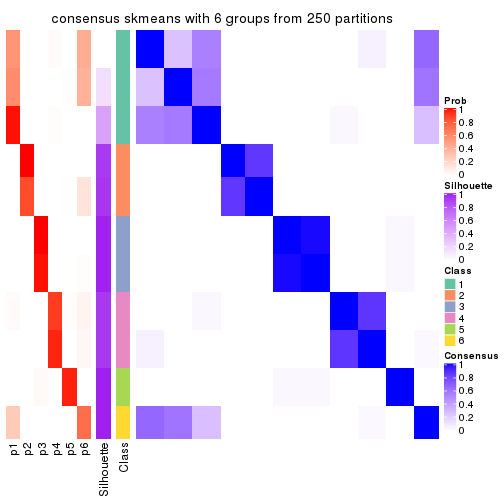 consensus skmeans with 6 groups from 250 partitions
Prob
1
0.8
0.6
0.4
0.2
0
Silhouette
1
0.8
0.6
0.4
0.2
0
Class
1
2
3
4
5
6
Consensus
1
0.8
0.6
0.4
0.2
0
p1
p2
p3
p4
p5
p6
Silhouette
Class